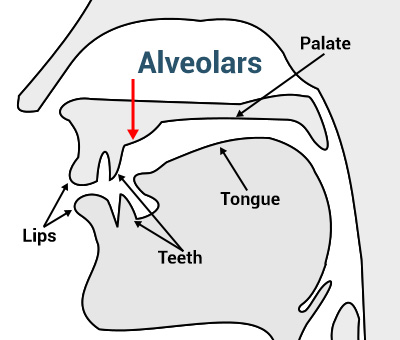 Palate
Alveolars
Tongue
Lips
Teeth